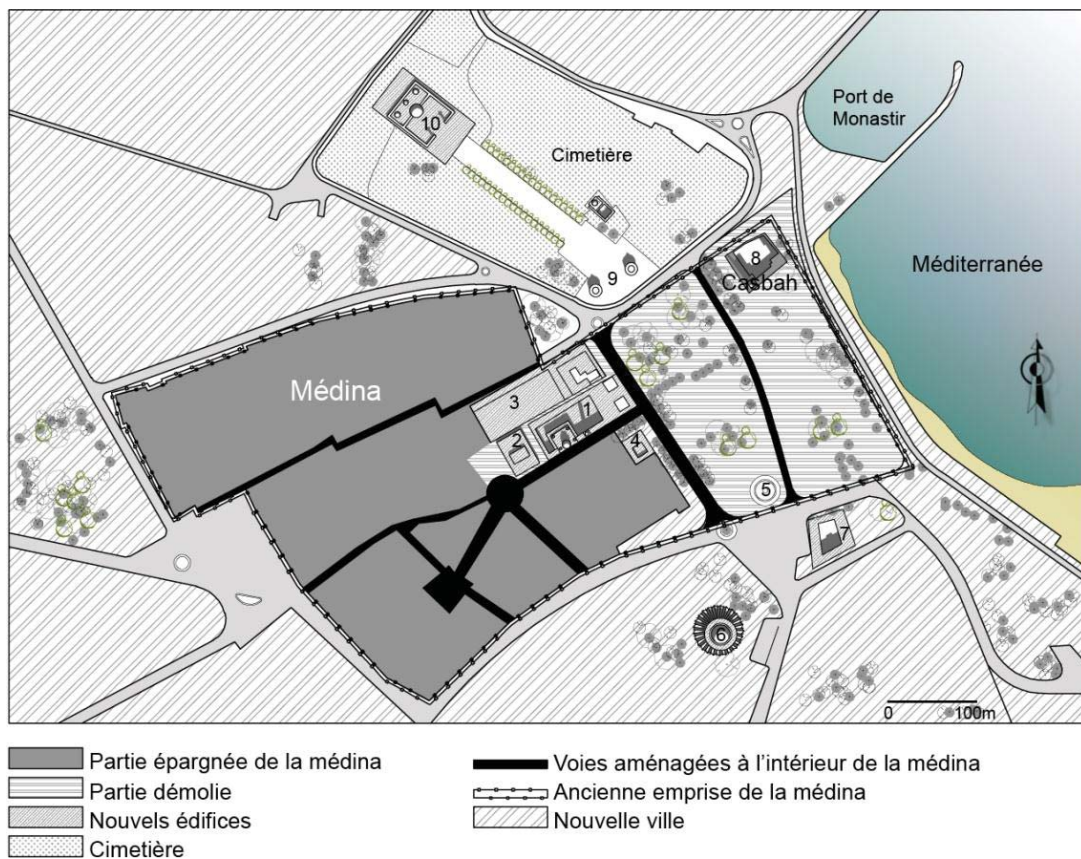 Port de
Monastir
10
Cimetière
6
8
Casbah
Méditerranée
9
Médina
3
1
2
4
5
7
6
0 100m
Partie épargnée de la médina
Partie démolie
Nouvels édifices
Cimetière
Voies aménagées à l'intérieur de la médina
Ancienne emprise de la médina
Nouvelle ville